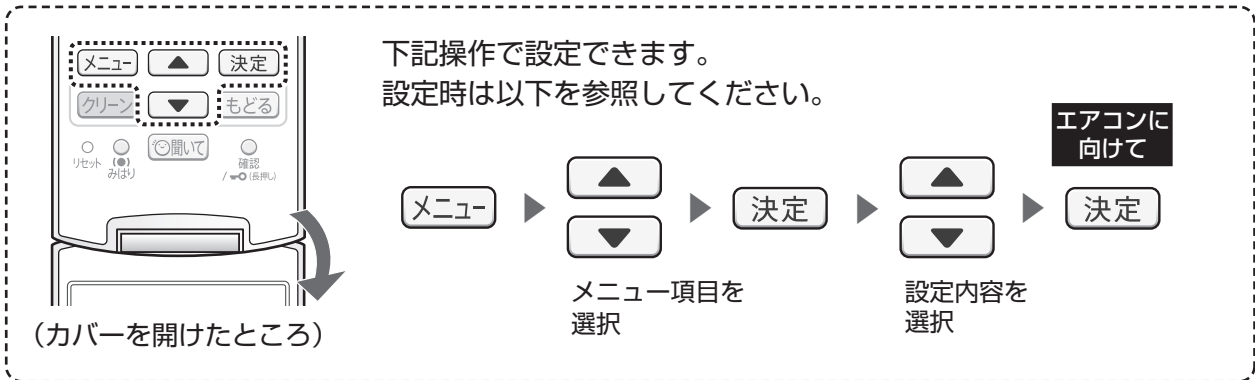 メニュー ▲ 決定
クリーン ▼ もどる
リセット (●) みはり 聞いて 確認
/ (長押し)
(カバーを開けたところ)
下記操作で設定できます。
設定時は以下を参照してください。
メニュー ▶ ▲ ▼ ▶ 決定 ▶ ▲ ▼ ▶ 決定
エアコンに
向けて
メニュー項目を
選択
設定内容を
選択